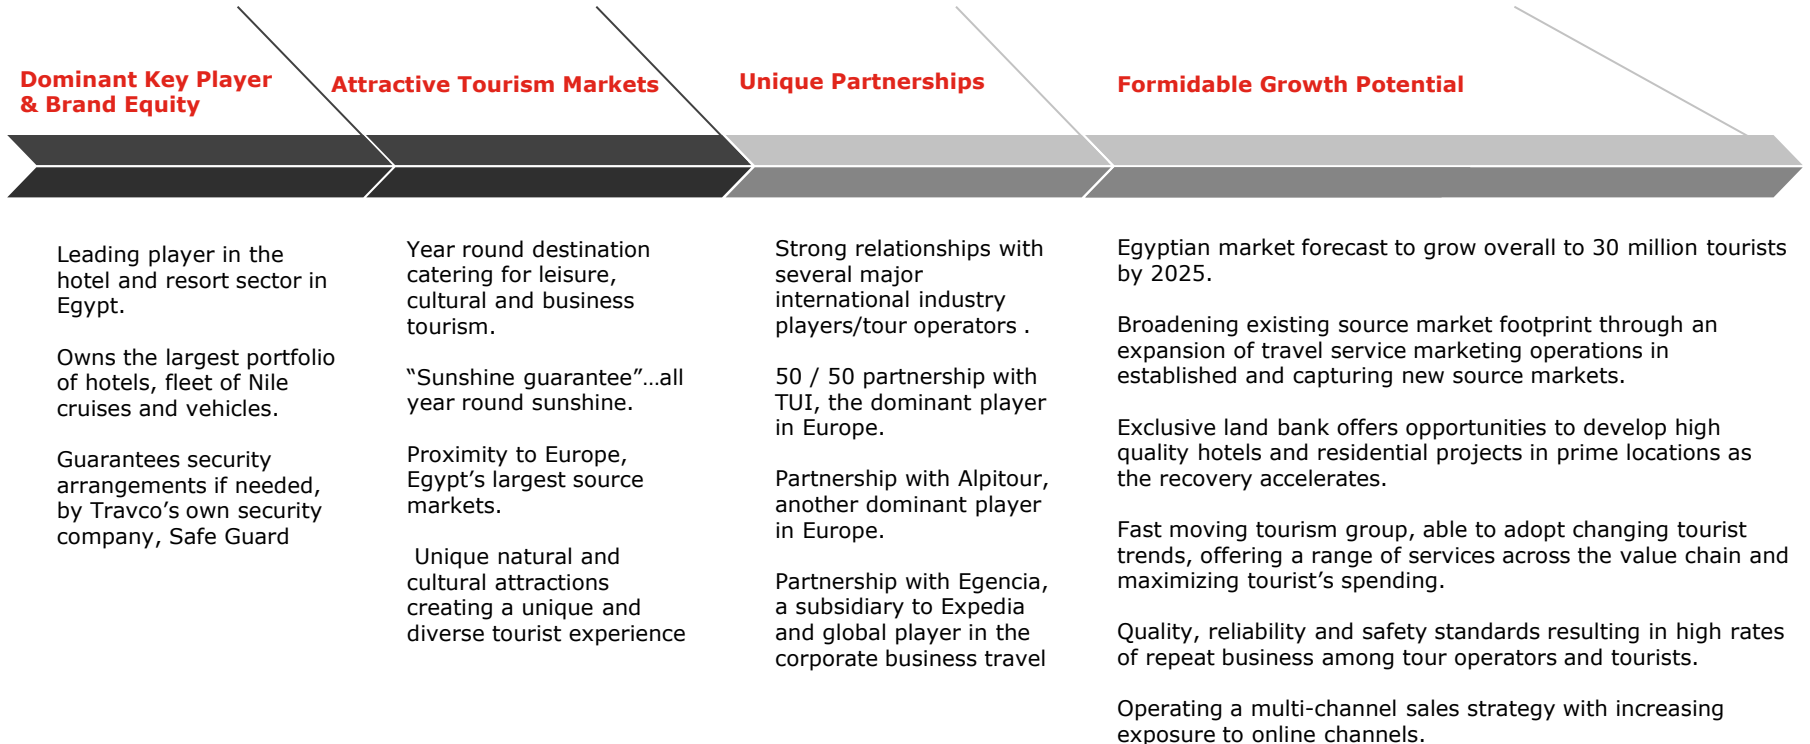 Dominant Key Player
& Brand Equity
Attractive Tourism Markets
Unique Partnerships
Formidable Growth Potential
Leading player in the
hotel and resort sector in
Egypt.
Owns the largest portfolio
of hotels, fleet of Nile
cruises and vehicles.
Guarantees security
arrangements if needed,
by Travco's own security
company, Safe Guard
Year round destination
catering for leisure,
cultural and business
tourism.
“Sunshine guarantee”…all
year round sunshine.
Proximity to Europe,
Egypt’s largest source
markets.
Unique natural and
cultural attractions
creating a unique and
diverse tourist experience
Strong relationships with
several major
international industry
players/tour operators .
50 / 50 partnership with
TUI, the dominant player
in Europe.
Partnership with Alpitour,
another dominant player
in Europe.
Partnership with Egencia,
a subsidiary to Expedia
and global player in the
corporate business travel
Egyptian market forecast to grow overall to 30 million tourists
by 2025.
Broadening existing source market footprint through an
expansion of travel service marketing operations in
established and capturing new source markets.
Exclusive land bank offers opportunities to develop high
quality hotels and residential projects in prime locations as
the recovery accelerates.
Fast moving tourism group, able to adopt changing tourist
trends, offering a range of services across the value chain and
maximizing tourist’s spending.
Quality, reliability and safety standards resulting in high rates
of repeat business among tour operators and tourists.
Operating a multi-channel sales strategy with increasing
exposure to online channels.